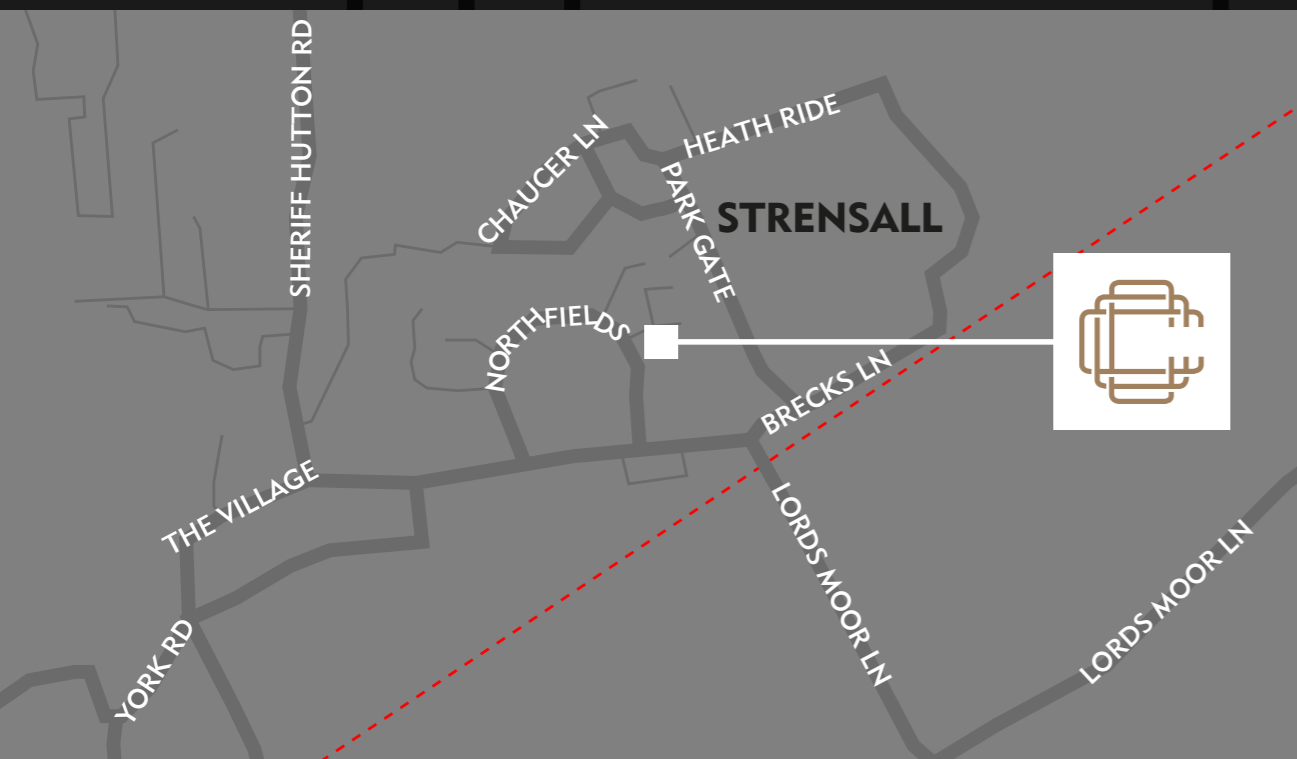 SHERIFF HUTTON RD
CHAUCER LN
HEATH RIDE
PARK GATE
STRENSALL
NORTHFIELDS
BRECKS LN
THE VILLAGE
LORDS MOOR LN
LORDS MOOR LN
YORK RD